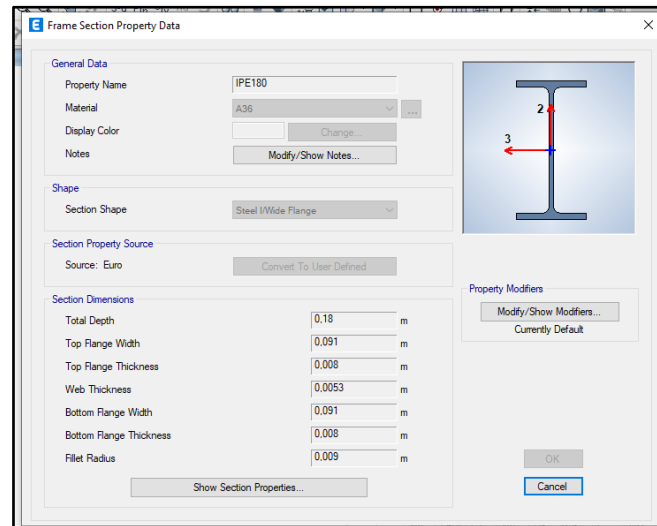 E Frame Section Property Data
General Data
Property Name IPE180
Material A36 ...
Display Color Change...
Notes Modify/Show Notes...
2
3
Shape
Section Shape Steel I/Wide Flange
Section Property Source
Source: Euro Convert To User Defined
Section Dimensions
Total Depth 0,18 m
Top Flange Width 0,091 m
Top Flange Thickness 0,008 m
Web Thickness 0,0053 m
Bottom Flange Width 0,091 m
Bottom Flange Thickness 0,008 m
Fillet Radius 0,009 m
Show Section Properties...
Property Modifiers
Modify/Show Modifiers...
Currently Default
OK
Cancel